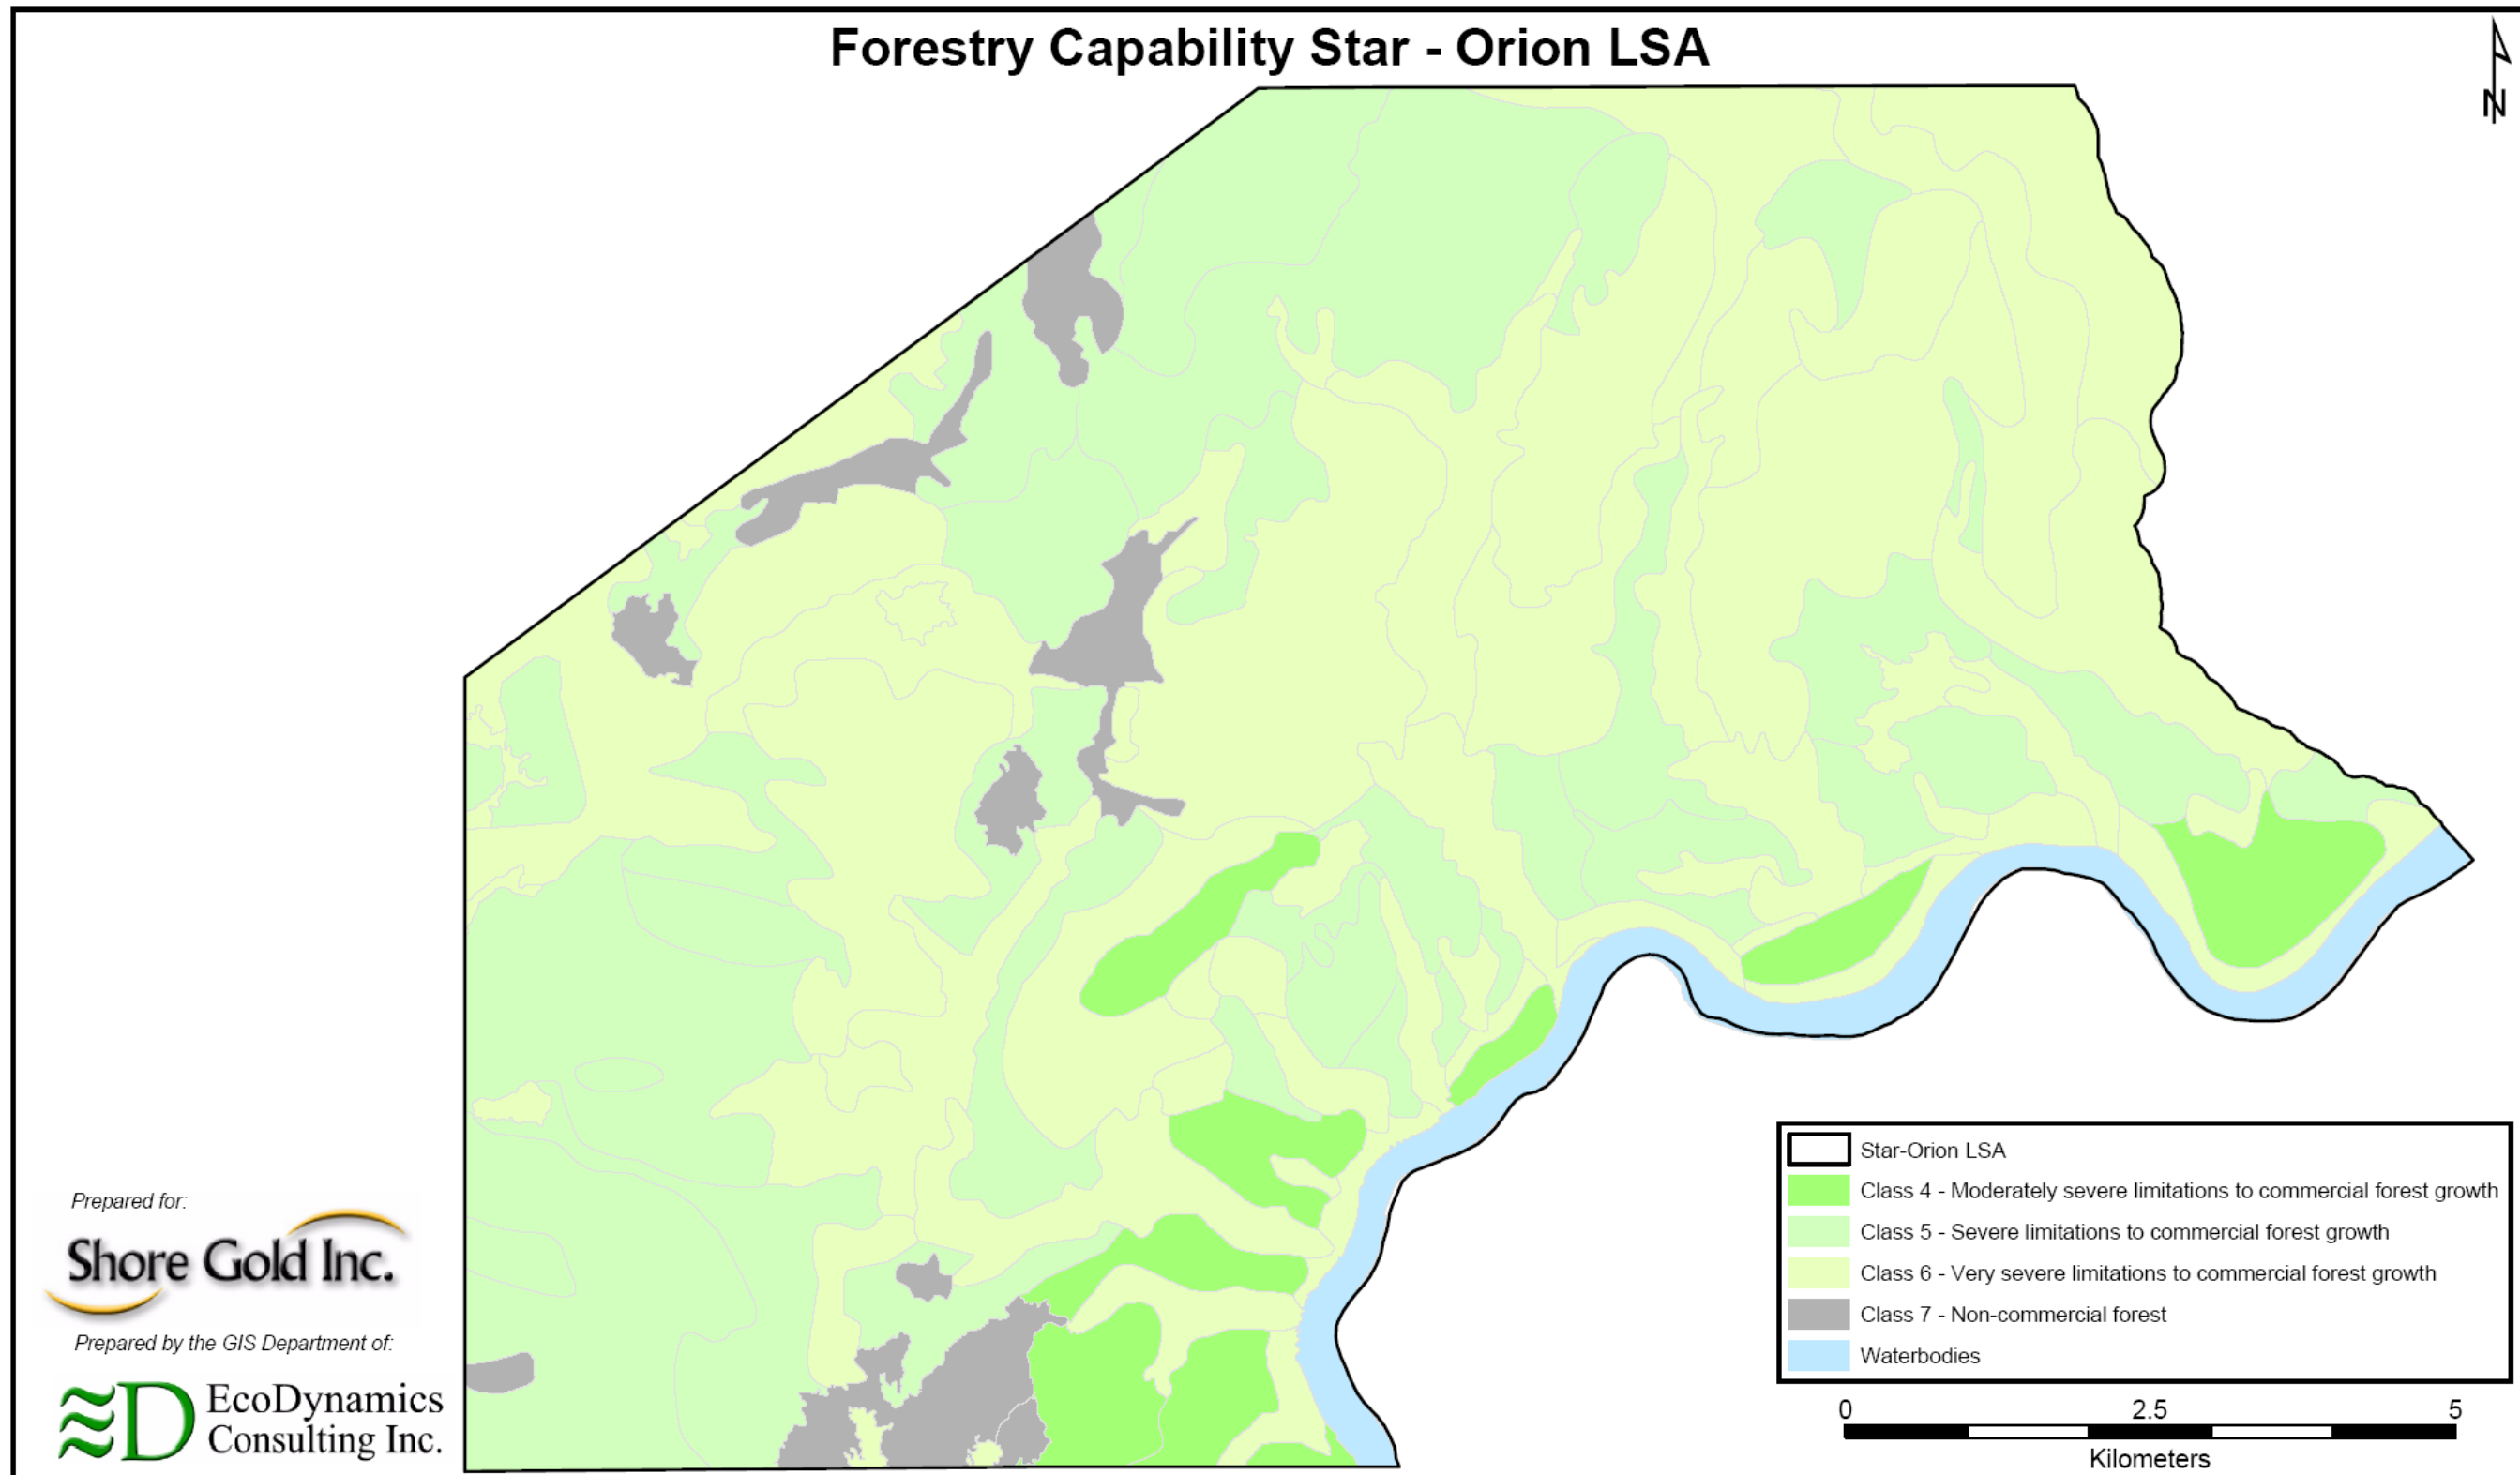 Forestry Capability Star - Orion LSA
N
Star-Orion LSA
Class 4 - Moderately severe limitations to commercial forest growth
Class 5 - Severe limitations to commercial forest growth
Class 6 - Very severe limitations to commercial forest growth
Class 7 - Non-commercial forest
Waterbodies
0 2.5 5
Kilometers
Prepared for:
Shore Gold Inc.
Prepared by the GIS Department of:
D EcoDynamics
Consulting Inc.